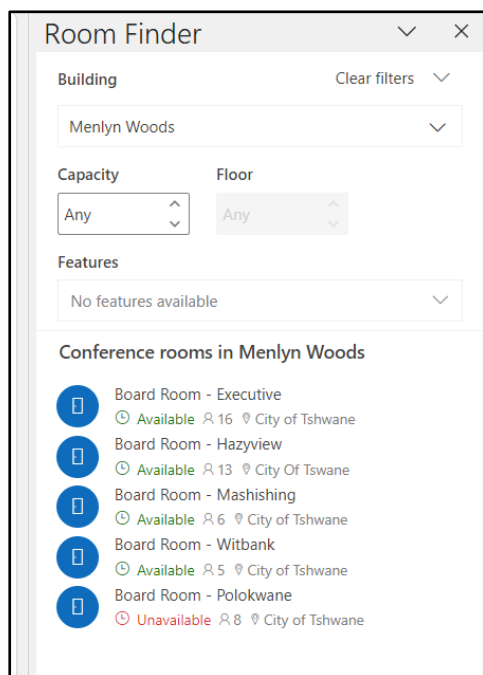 Room Finder
Building Clear filters
Menlyn Woods
Capacity Floor
Any Any
Features
No features available
Conference rooms in Menlyn Woods
Board Room - Executive
Available 16 City of Tshwane
Board Room - Hazyview
Available 13 City Of Tswane
Board Room - Mashishing
Available 6 City of Tshwane
Board Room - Witbank
Available 5 City of Tshwane
Board Room - Polokwane
Unavailable 8 City of Tshwane